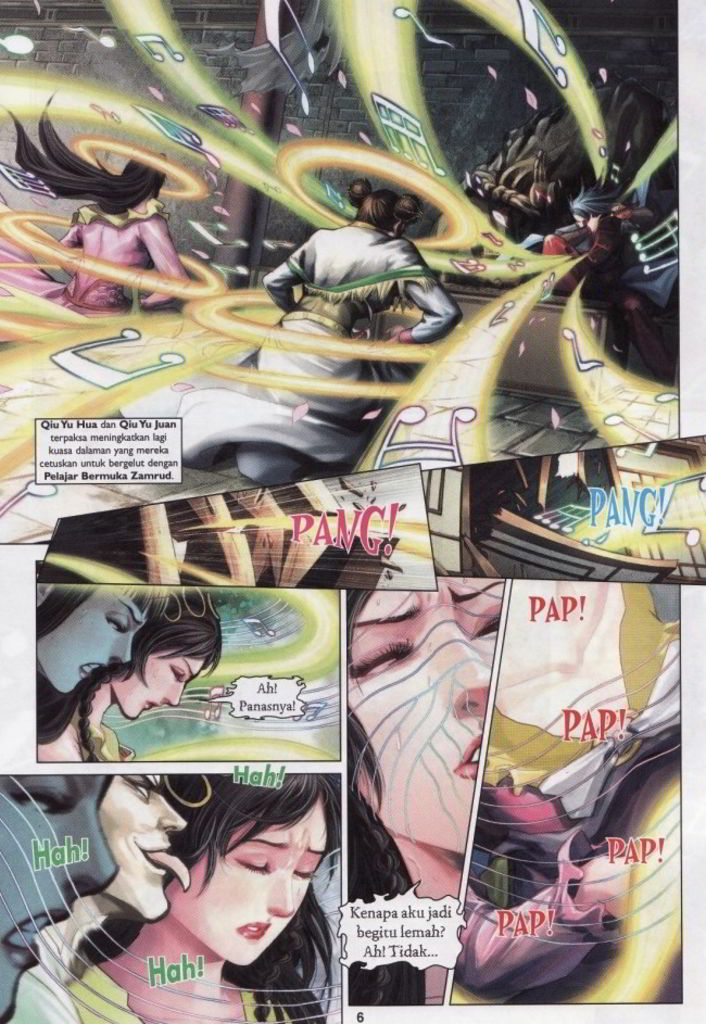 Qiu Yu Hua dan Qiu Yu Juan
terpaksa meningkatkan lagi
kuasa dalaman yang mereka
cetuskan untuk bergelut dengan
Pelajar Bermuka Zamrud.
PANG!
PANG!
Ah!
Panasnya!
PAP!
PAP!
PAP!
PAP!
Hah!
Hah!
Hah!
Kenapa aku jadi
begitu lemah?
Ah! Tidak...
6